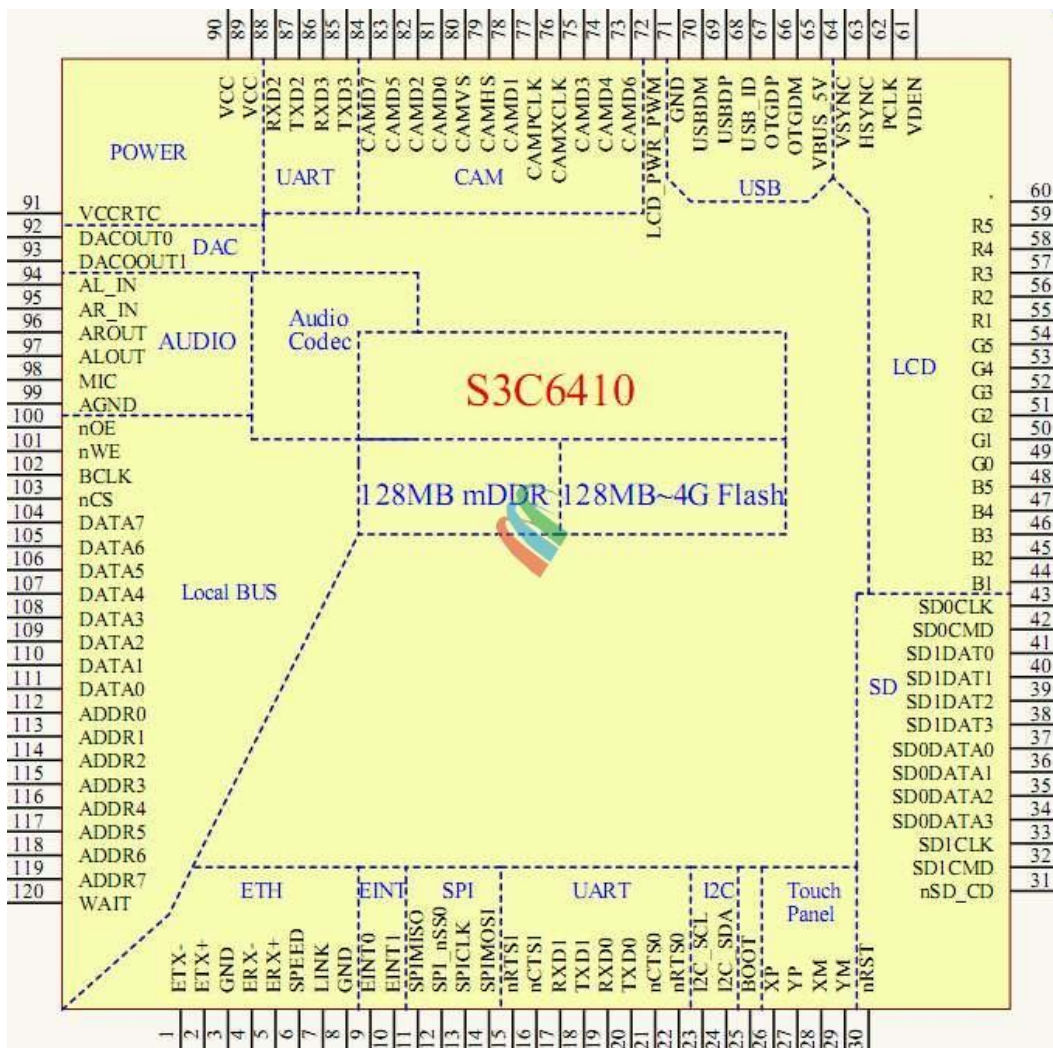 90 89 88 87 86 85 84 83 82 81 80 79 78 77 76 75 74 73 72 71 70 69 68 67 66 65 64 63 62 61
VCC VCC RXD2 TXD2 RXD3 TXD3 CAMD7 CAMD5 CAMD2 CAMD0 CAMVS CAMHS CAMD1 CAMPCLK CAMXCLK CAMD3 CAMD4 CAMD6 LCD_PWR_PWM GND USBDM USBDP USB_ID OTGDP OTGDM VBUS_5V VSYNC HSYNC PCLK VDEN
POWER UART CAM USB
91 VCCRTC
92 DACOUT0
93 DACOOUT1
DAC
94 AL_IN
95 AR_IN
96 AROUT
97 ALOUT
98 MIC
99 AGND
AUDIO
Audio
Codec
100 nOE
101 nWE
102 BCLK
103 nCS
104 DATA7
105 DATA6
106 DATA5
107 DATA4
108 DATA3
109 DATA2
110 DATA1
111 DATA0
112 ADDR0
113 ADDR1
114 ADDR2
115 ADDR3
116 ADDR4
117 ADDR5
118 ADDR6
119 ADDR7
120 WAIT
Local BUS
S3C6410
128MB mDDR 128MB~4G Flash
60
R5 59
R4 58
R3 57
R2 56
R1 55
G5 54
G4 53
G3 52
G2 51
G1 50
G0 49
B5 48
B4 47
B3 46
B2 45
B1 44
LCD
43
SD0CLK 42
SD0CMD 41
SD1DAT0 40
SD1DAT1 39
SD1DAT2 38
SD1DAT3 37
SD0DATA0 36
SD0DATA1 35
SD0DATA2 34
SD0DATA3 33
SD1CLK 32
SD1CMD 31
nSD_CD
SD
ETH EINT SPI UART I2C Touch
Panel
ETX- ETX+ GND ERX- ERX+ SPEED LINK GND EINT0 EINT1 SPIMISO SPI_nSS0 SPICLK SPIMOSI nRTS1 nCTS1 RXD1 TXD1 RXD0 TXD0 nCTS0 nRTS0 I2C_SCL I2C_SDA BOOT XP YP XM YM nRST
1 2 3 4 5 6 7 8 9 10 11 12 13 14 15 16 17 18 19 20 21 22 23 24 25 26 27 28 29 30